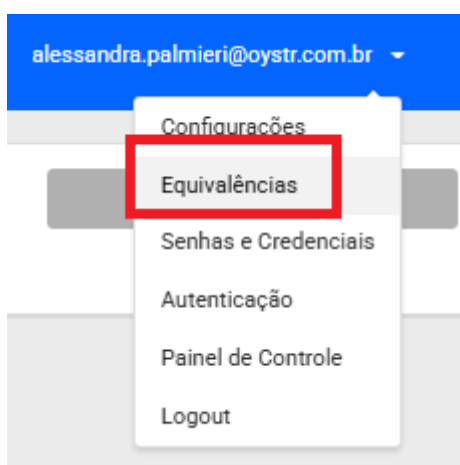 alessandra.palmieri@oystr.com.br
Configurações
Equivalências
Senhas e Credenciais
Autenticação
Painel de Controle
Logout